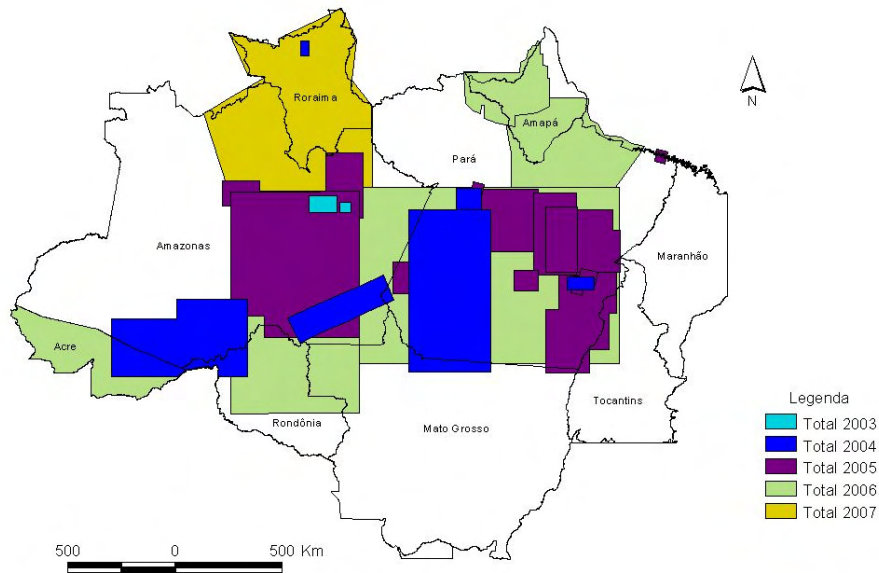 Roraima
Amapá
N
Pará
Amazonas
Maranhão
Acre
Rondônia
Mato Grosso
Tocantins
Legenda
Total 2003
Total 2004
Total 2005
Total 2006
Total 2007
500 0 500 Km